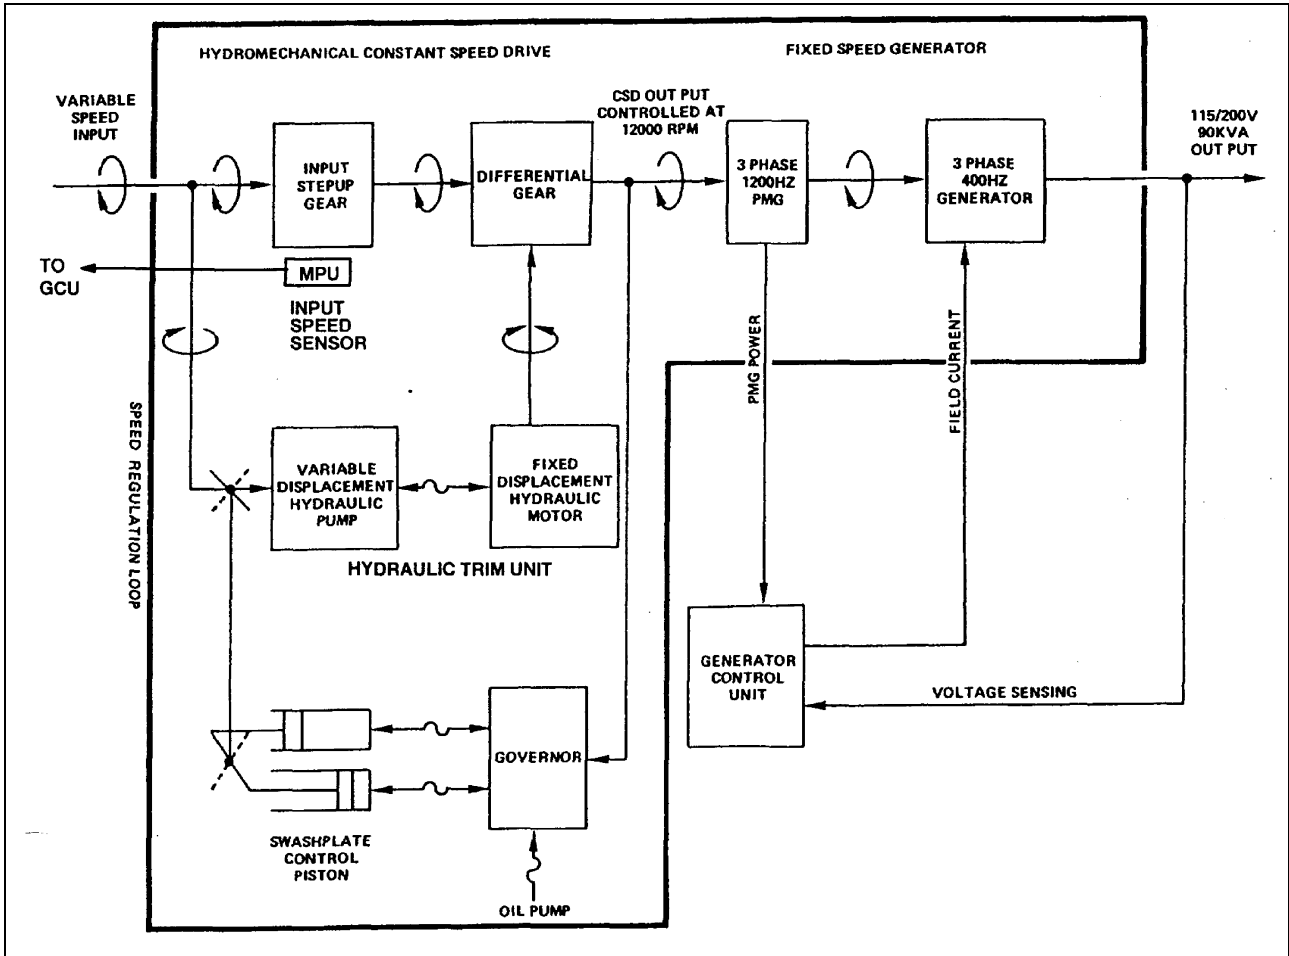 HYDROMECHANICAL CONSTANT SPEED DRIVE
FIXED SPEED GENERATOR
VARIABLE
SPEED
INPUT
CSD OUT PUT
CONTROLLED AT
12000 RPM
115/200V
90KVA
OUT PUT
INPUT
STEPUP
GEAR
DIFFERENTIAL
GEAR
3 PHASE
1200HZ
PMG
3 PHASE
400HZ
GENERATOR
TO
GCU
MPU
INPUT
SPEED
SENSOR
PMG POWER
FIELD CURRENT
SPEED REGULATION LOOP
VARIABLE
DISPLACEMENT
HYDRAULIC
PUMP
FIXED
DISPLACEMENT
HYDRAULIC
MOTOR
HYDRAULIC TRIM UNIT
GENERATOR
CONTROL
UNIT
VOLTAGE SENSING
GOVERNOR
SWASHPLATE
CONTROL
PISTON
OIL PUMP